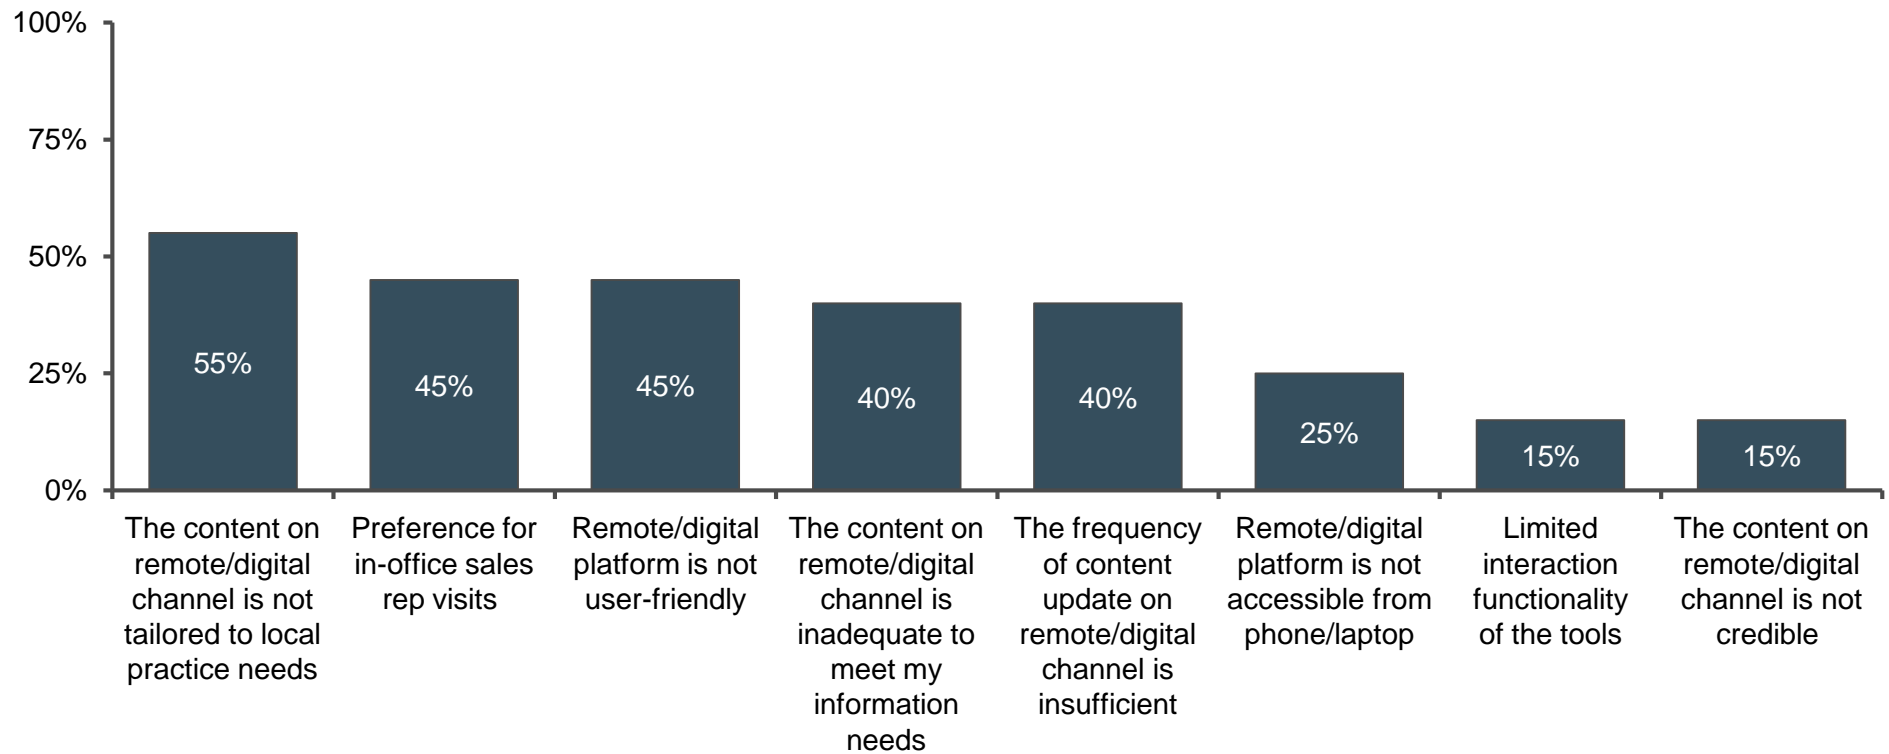 100%
75%
50%
25%
0%
55%
45%
45%
40%
40%
25%
15%
15%
The content on
remote/digital
channel is not
tailored to local
practice needs
Preference for
in-office sales
rep visits
Remote/digital
platform is not
user-friendly
The content on
remote/digital
channel is
inadequate to
meet my
information
needs
The frequency
of content
update on
remote/digital
channel is
insufficient
Remote/digital
platform is not
accessible from
phone/laptop
Limited
interaction
functionality
of the tools
The content on
remote/digital
channel is not
credible